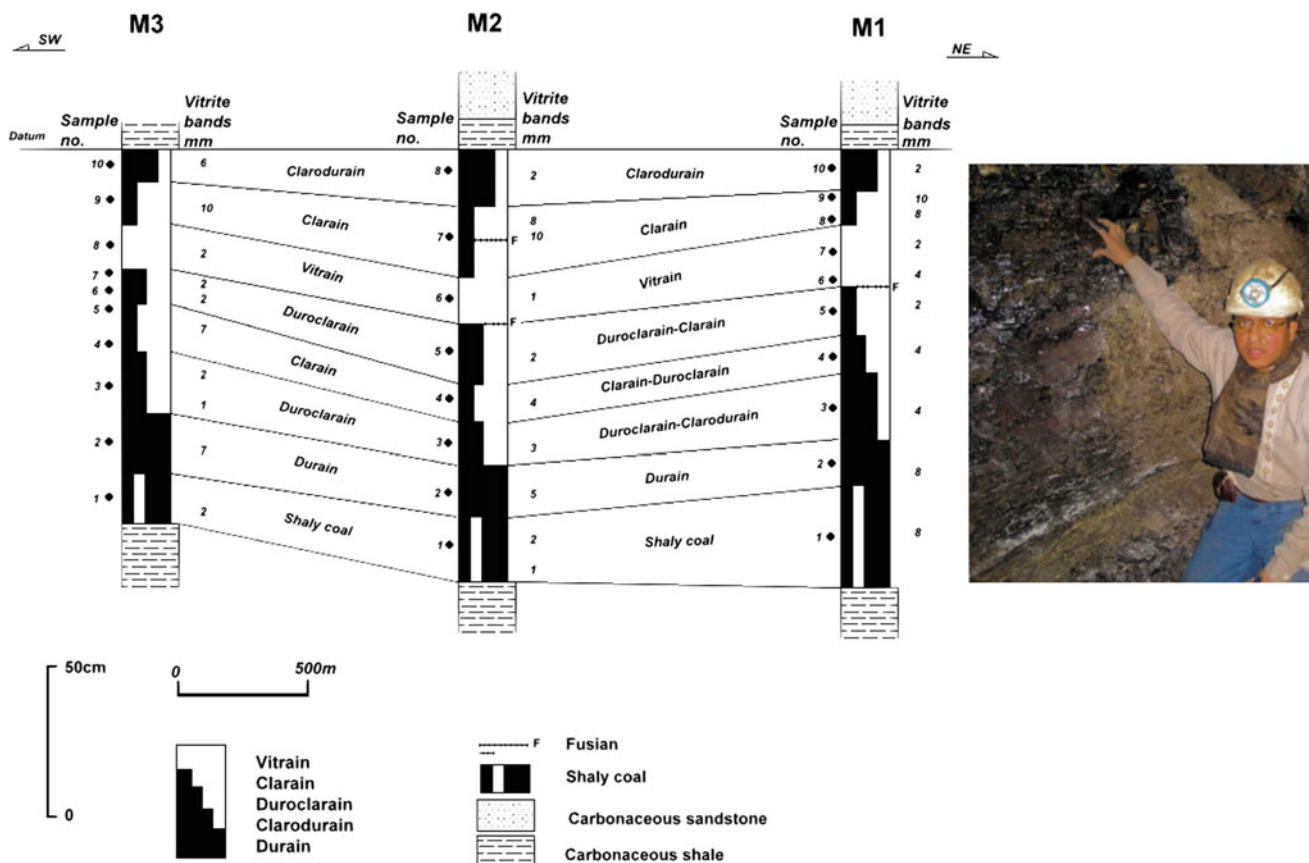 M3 M2 M1
SW NE
Sample no. Vitrite bands mm Sample no. Vitrite bands mm Sample no. Vitrite bands mm
Datum
10 6 Clarodurain 8 2 Clarodurain 10 2
9 10 Clarain 7 8 10 F Clarain 9 8 10 8
8 2 Vitrain 6 1 Vitrain 7 6 2 4
F F
7 6 5 2 2 Duroclarain 5 2 Duroclarain-Clarain 5 2
4 7 Clarain 4 4 Clarain-Duroclarain 4 4
3 2 1 Duroclarain 3 3 Duroclarain-Clarodurain 3 4
2 7 Durain 2 5 Durain 2 8
1 2 Shaly coal 1 2 1 Shaly coal 1 8
50cm
0
0 500m
Vitrain
Clarain
Duroclarain
Clarodurain
Durain
F Fusian
Shaly coal
Carbonaceous sandstone
Carbonaceous shale